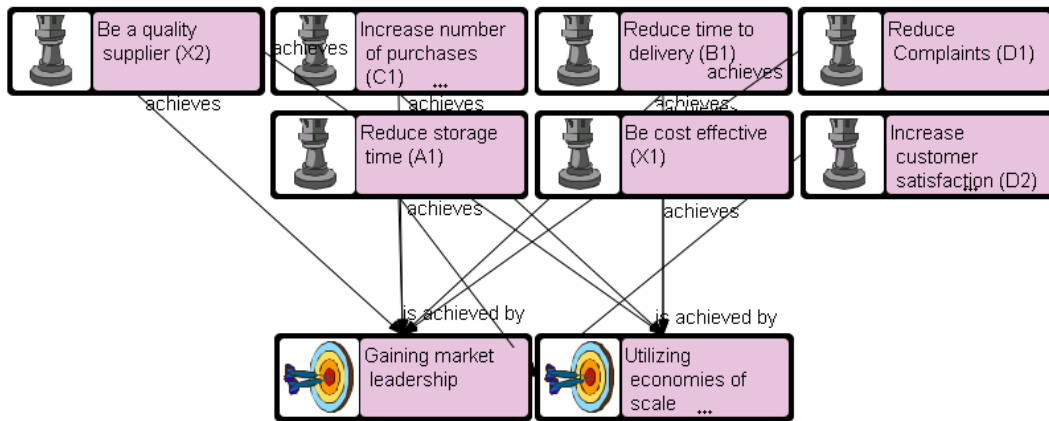 Be a quality
supplier (X2)
achieves
Increase number
of purchases
(C1) ...
Reduce time to
delivery (B1)
achieves
Reduce
Complaints (D1)
achieves
achieves
achieves
Reduce storage
time (A1)
Be cost effective
(X1)
Increase
customer
satisfaction (D2)
...
achieves
achieves
is achieved by
is achieved by
Gaining market
leadership
Utilizing
economies of
scale ...